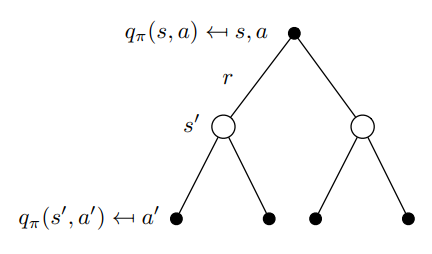 qπ(s, a) ↤ s, a
r
s′
qπ(s′, a′) ↤ a′